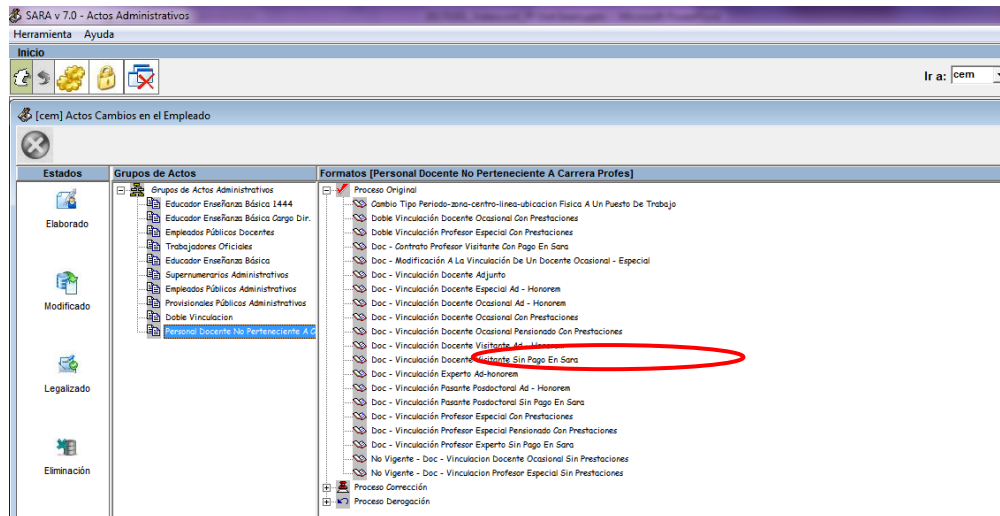 SARA v 7.0 - Actos Administrativos
Herramienta Ayuda
Inicio
Ir a: cem
[cem] Actos Cambios en el Empleado
Estados
Elaborado
Modificado
Legalizado
Eliminación
Grupos de Actos
Grupos de Actos Administrativos
Educador Enseñanza Básica 1444
Educador Enseñanza Básica Cargo Dir.
Empleados Públicos Docentes
Trabajadores Oficiales
Educador Enseñanza Básica
Supernumerarios Administrativos
Empleados Públicos Administrativos
Provisionales Públicos Administrativos
Doble Vinculacion
Personal Docente No Perteneciente A C
Formatos [Personal Docente No Perteneciente A Carrera Profes]
Proceso Original
Cambio Tipo Periodo-zona-centro-linea-ubicacion Fisica A Un Puesto De Trabajo
Doble Vinculación Docente Ocasional Con Prestaciones
Doble Vinculación Profesor Especial Con Prestaciones
Doc - Contrato Profesor Visitante Con Pago En Sara
Doc - Modificación A La Vinculación De Un Docente Ocasional - Especial
Doc - Vinculación Docente Adjunto
Doc - Vinculación Docente Especial Ad - Honorem
Doc - Vinculación Docente Ocasional Ad - Honorem
Doc - Vinculación Docente Ocasional Con Prestaciones
Doc - Vinculación Docente Ocasional Pensionado Con Prestaciones
Doc - Vinculación Docente Visitante Ad - Honorem
Doc - Vinculación Docente Visitante Sin Pago En Sara
Doc - Vinculación Experto Ad-honorem
Doc - Vinculación Pasante Posdoctoral Ad - Honorem
Doc - Vinculación Pasante Posdoctoral Sin Pago En Sara
Doc - Vinculación Profesor Especial Con Prestaciones
Doc - Vinculación Profesor Especial Pensionado Con Prestaciones
Doc - Vinculación Profesor Experto Sin Pago En Sara
No Vigente - Doc - Vinculacion Docente Ocasional Sin Prestaciones
No Vigente - Doc - Vinculacion Profesor Especial Sin Prestaciones
Proceso Corrección
Proceso Derogación